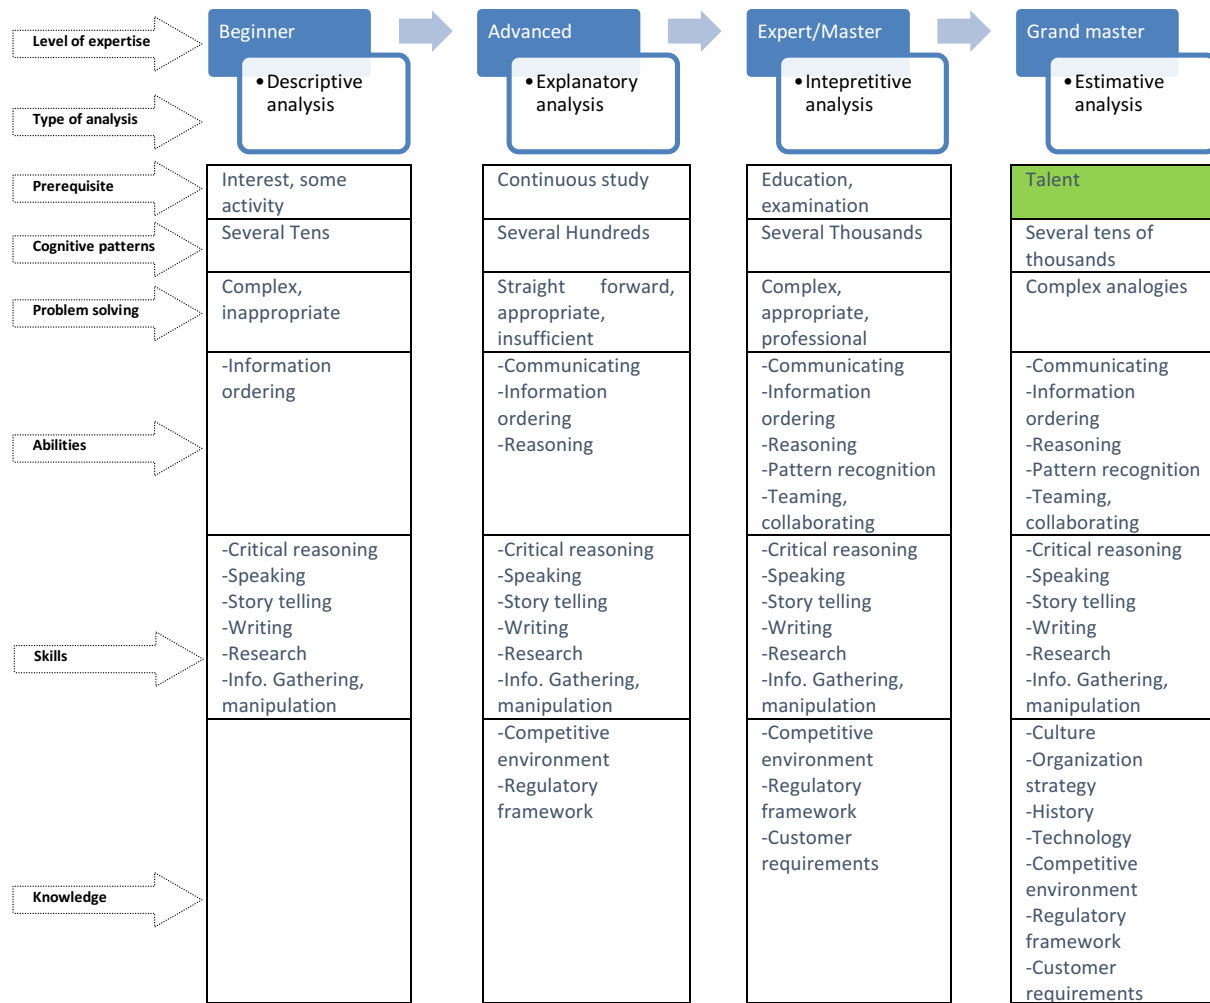 Level of expertise
Beginner
Advanced
Expert/Master
Grand master
Type of analysis
•Descriptive
analysis
•Explanatory
analysis
•Intepretitive
analysis
•Estimative
analysis
Prerequisite
Interest, some
activity
Continuous study
Education,
examination
Talent
Cognitive patterns
Several Tens
Several Hundreds
Several Thousands
Several tens of
thousands
Problem solving
Complex,
inappropriate
Straight forward,
appropriate,
insufficient
Complex,
appropriate,
professional
Complex analogies
Abilities
-Information
ordering
-Communicating
-Information
ordering
-Reasoning
-Communicating
-Information
ordering
-Reasoning
-Pattern recognition
-Teaming,
collaborating
-Communicating
-Information
ordering
-Reasoning
-Pattern recognition
-Teaming,
collaborating
Skills
-Critical reasoning
-Speaking
-Story telling
-Writing
-Research
-Info. Gathering,
manipulation
-Critical reasoning
-Speaking
-Story telling
-Writing
-Research
-Info. Gathering,
manipulation
-Critical reasoning
-Speaking
-Story telling
-Writing
-Research
-Info. Gathering,
manipulation
-Critical reasoning
-Speaking
-Story telling
-Writing
-Research
-Info. Gathering,
manipulation
Knowledge
-Competitive
environment
-Regulatory
framework
-Competitive
environment
-Regulatory
framework
-Customer
requirements
-Culture
-Organization
strategy
-History
-Technology
-Competitive
environment
-Regulatory
framework
-Customer
requirements